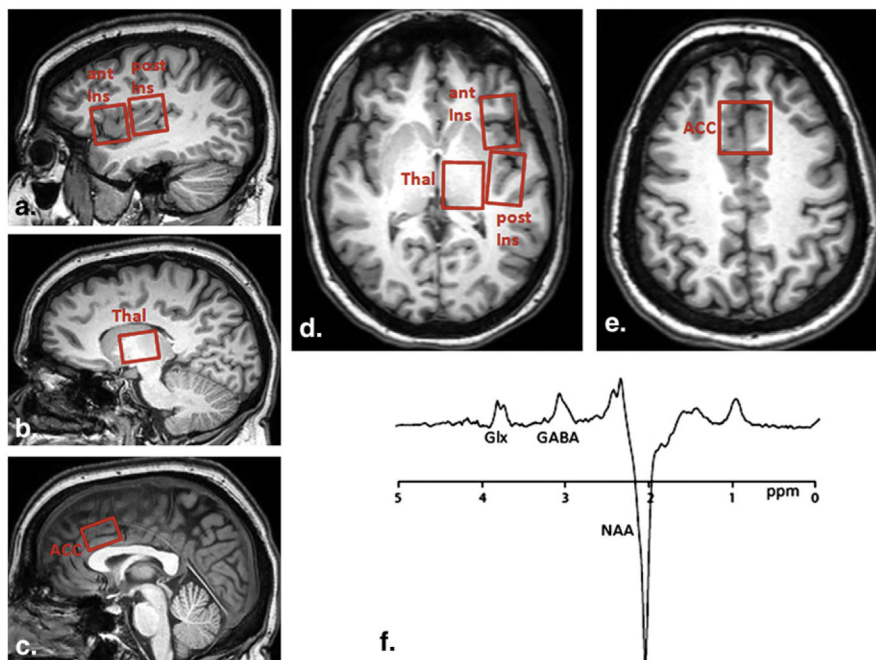 ant
Ins
post
Ins
a.
Thal
b.
ACC
c.
ant
Ins
Thal
post
Ins
d.
ACC
e.
Glx
GABA
5
4
3
2
1
0
ppm
NAA
f.